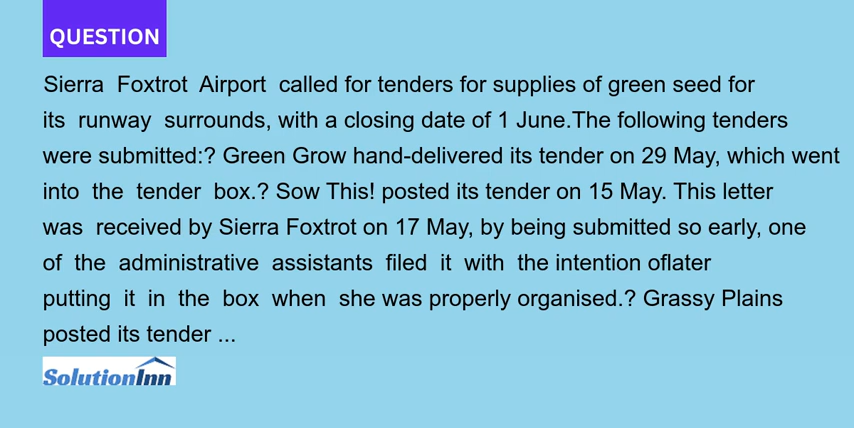 QUESTION
Sierra Foxtrot Airport called for tenders for supplies of green seed for
its runway surrounds, with a closing date of 1 June.The following tenders
were submitted:? Green Grow hand-delivered its tender on 29 May, which went
into the tender box.? Sow This! posted its tender on 15 May. This letter
was received by Sierra Foxtrot on 17 May, by being submitted so early, one
of the administrative assistants filed it with the intention oflater
putting it in the box when she was properly organised.? Grassy Plains
posted its tender ...
SolutionInn